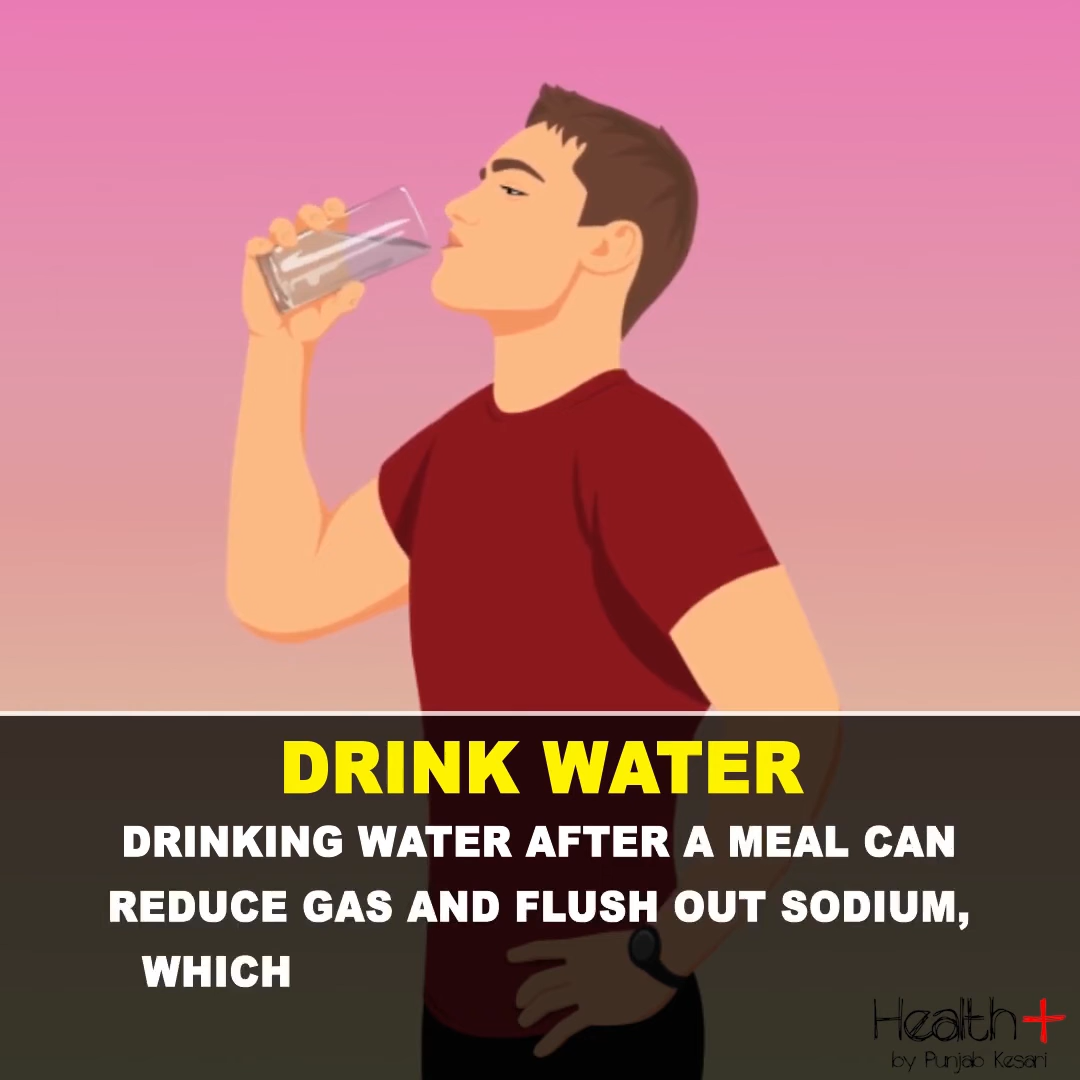 DRINK WATER
DRINKING WATER AFTER A MEAL CAN
REDUCE GAS AND FLUSH OUT SODIUM,
WHICH
Health+
by Punjab Kesari